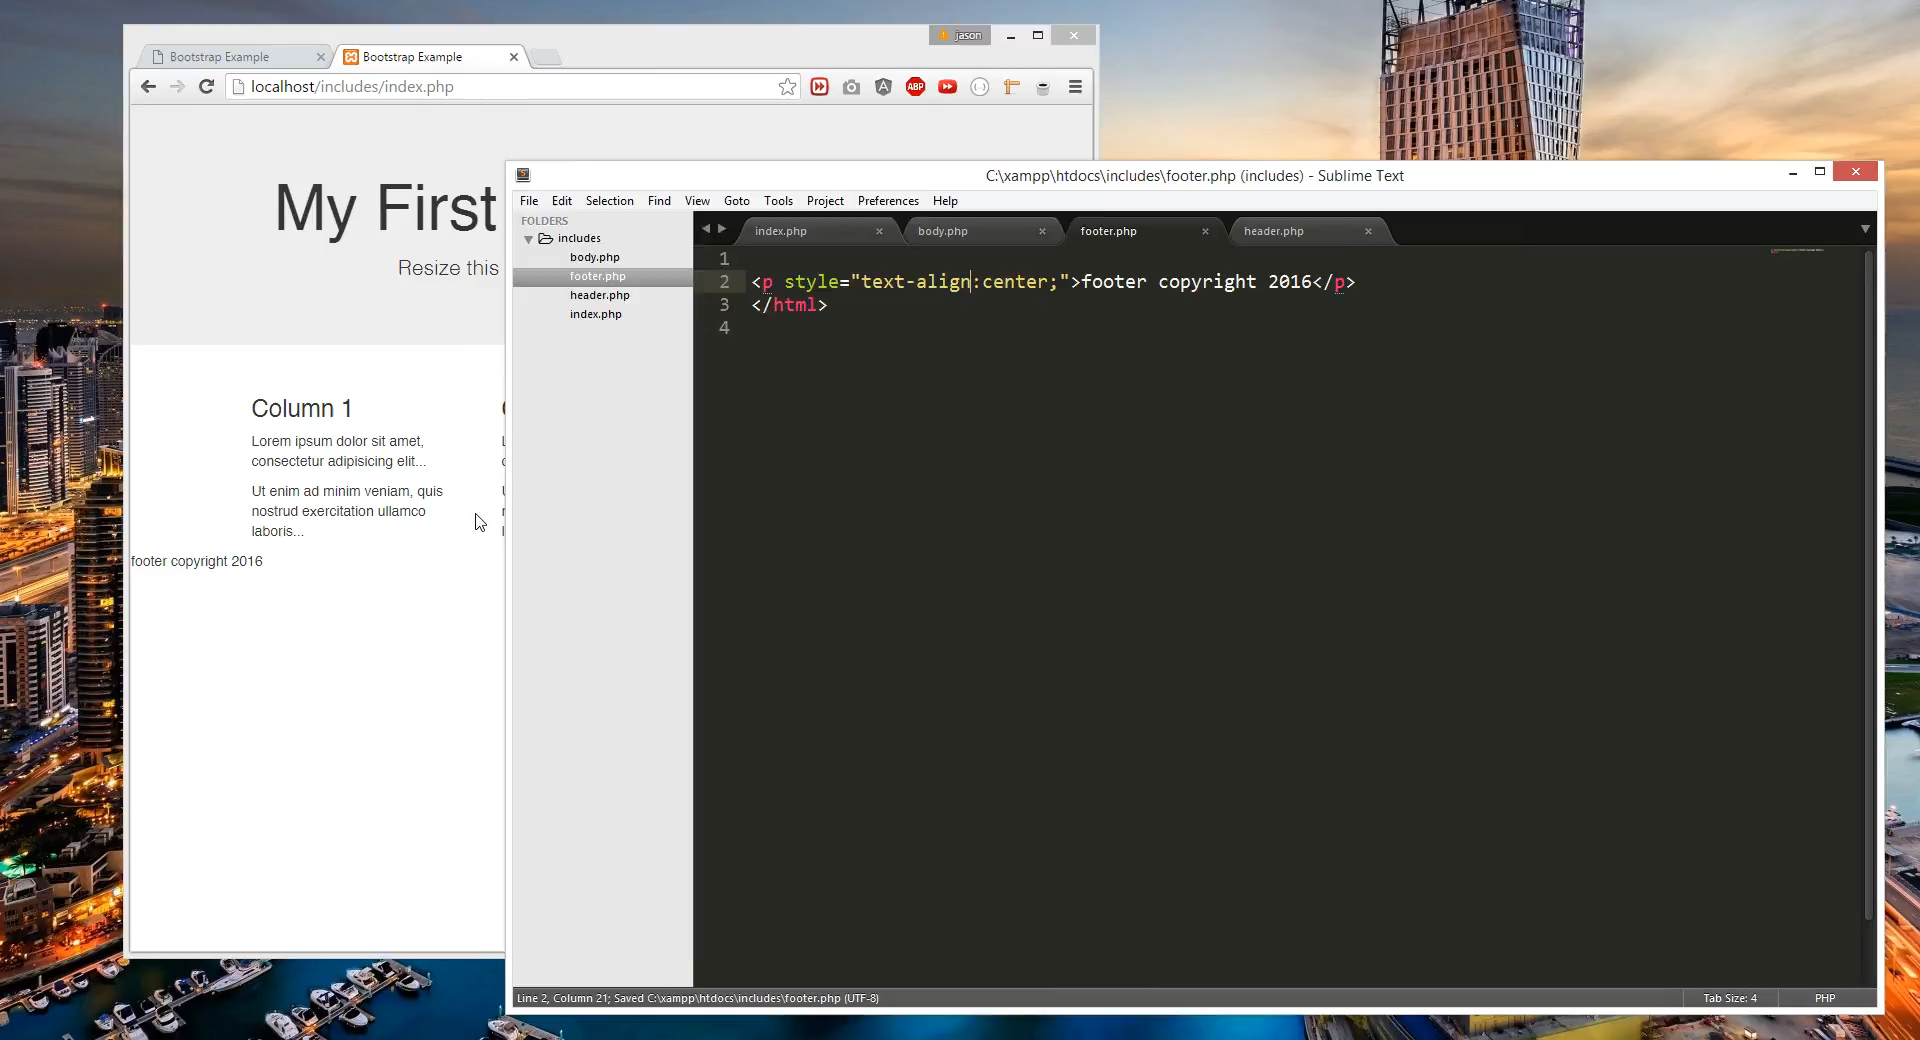 jason
Bootstrap Example
Bootstrap Example
localhost/includes/index.php
ABP
My First
Resize this
Column 1
Lorem ipsum dolor sit amet,
consectetur adipisicing elit...
Ut enim ad minim veniam, quis
nostrud exercitation ullamco
laboris...
footer copyright 2016
C:\xampp\htdocs\includes\footer.php (includes) - Sublime Text
File Edit Selection Find View Goto Tools Project Preferences Help
FOLDERS
includes
body.php
footer.php
header.php
index.php
index.php
body.php
footer.php
header.php
1
2 <p style="text-align:center;">footer copyright 2016</p>
3 </html>
4
Line 2, Column 21; Saved C:\xampp\htdocs\includes\footer.php (UTF-8)
Tab Size: 4
PHP